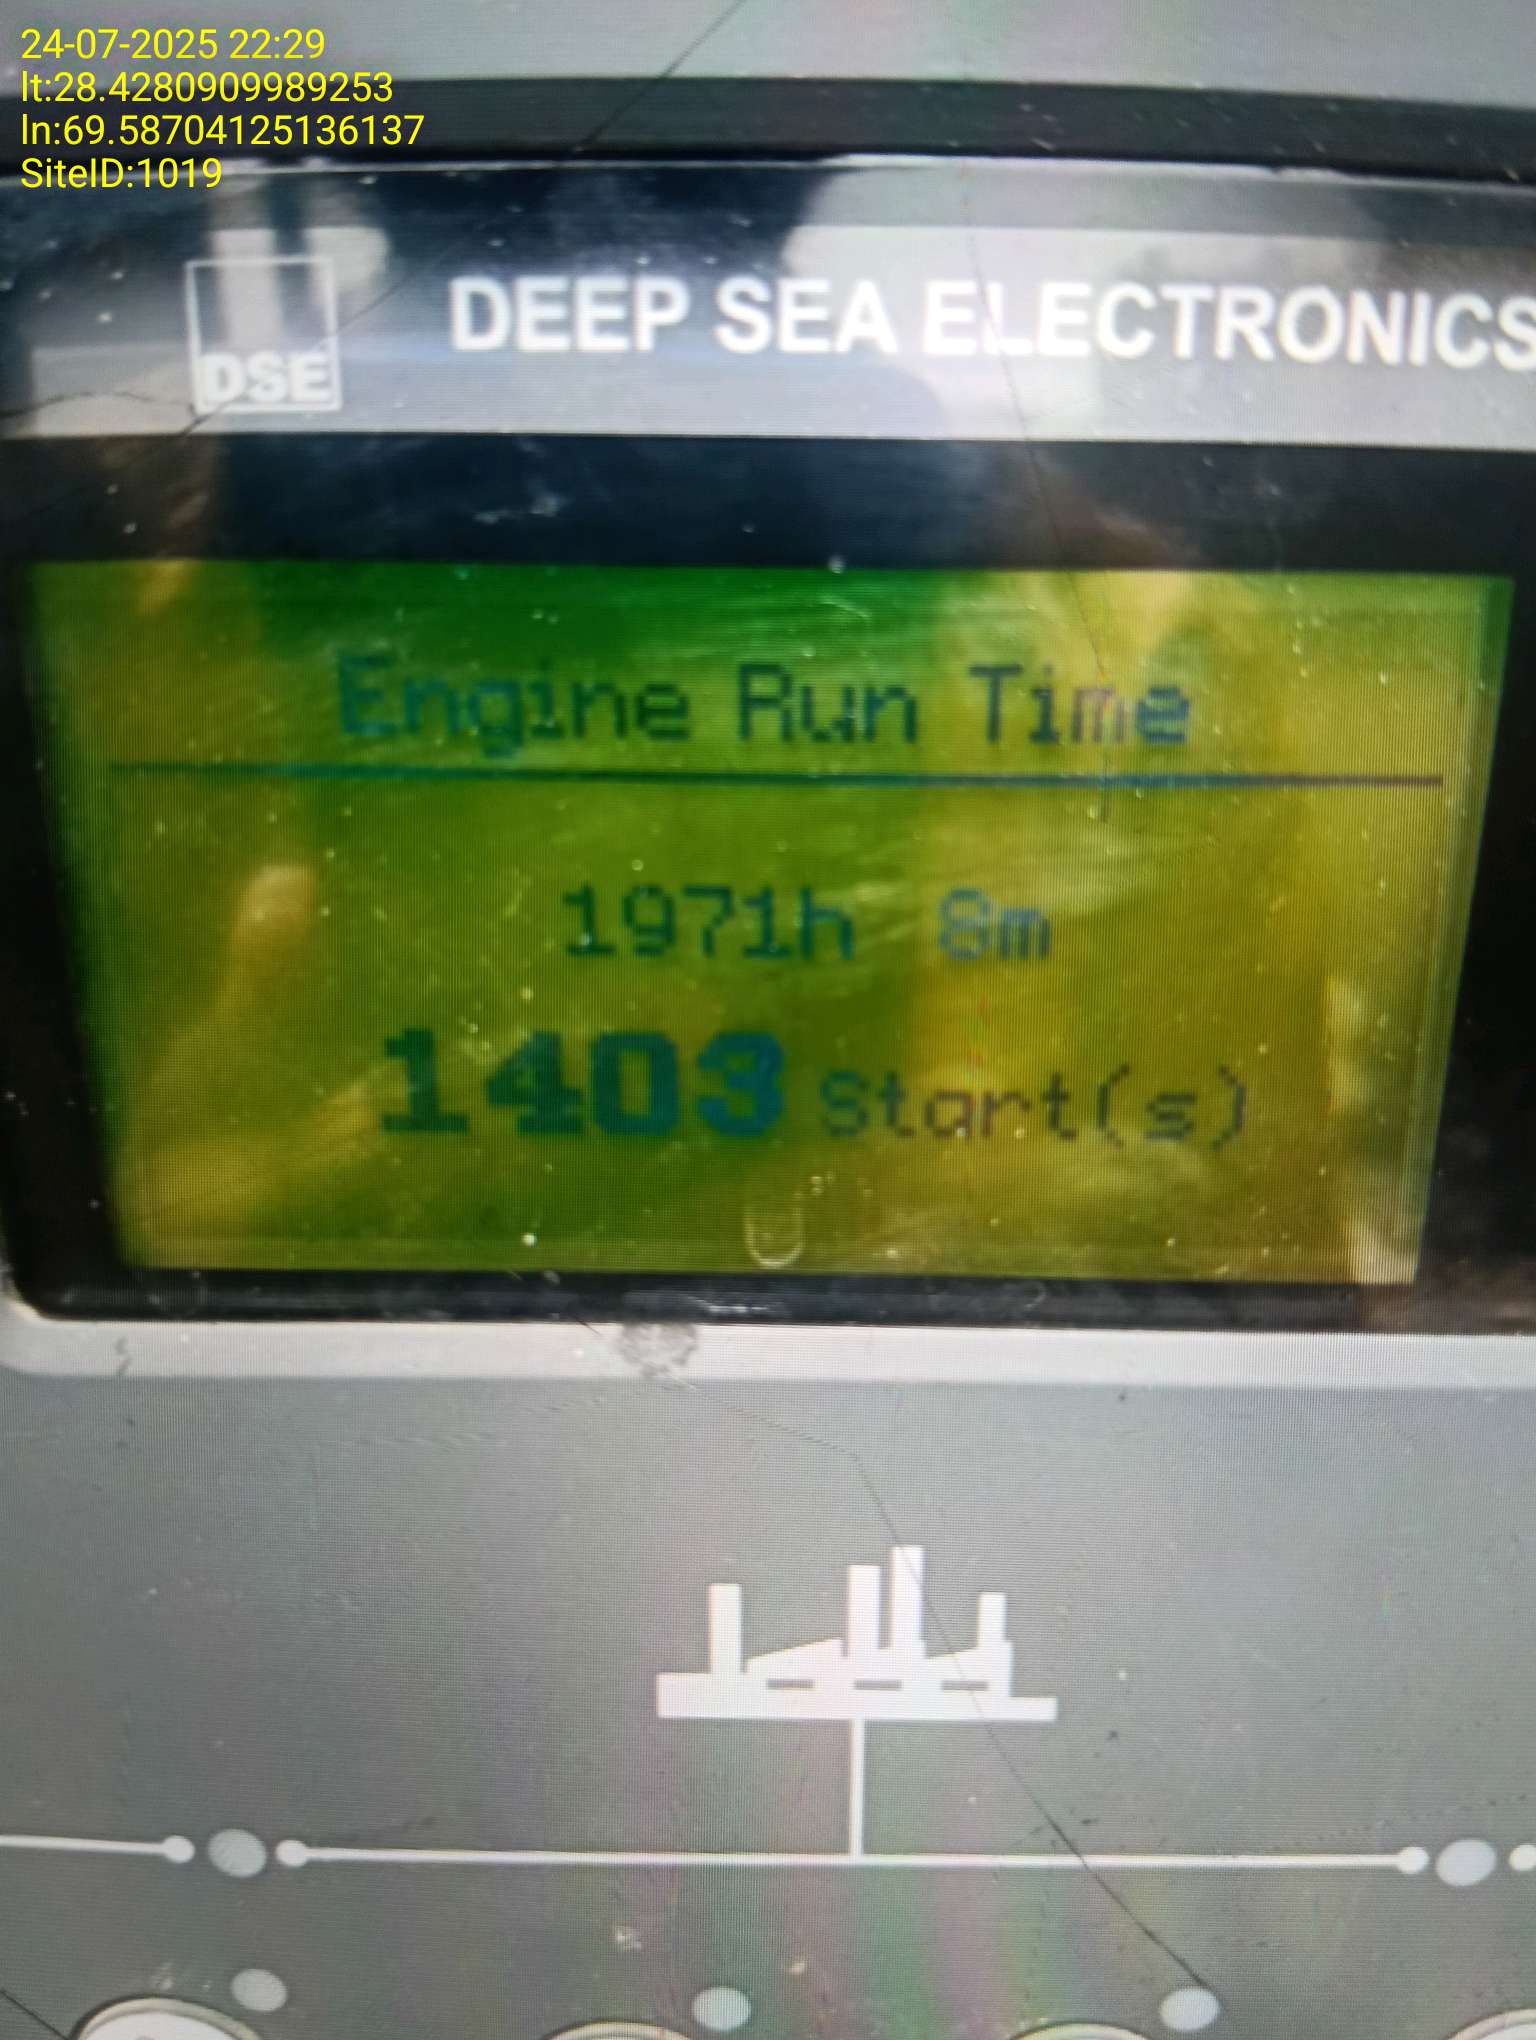 24-07-2025 22:29
lt:28.4280909989253
ln:69.58704125136137
SiteID:1019
DSE
DEEP SEA ELECTRONICS
Engine Run Time
1971h 8m
1403 Start(s)